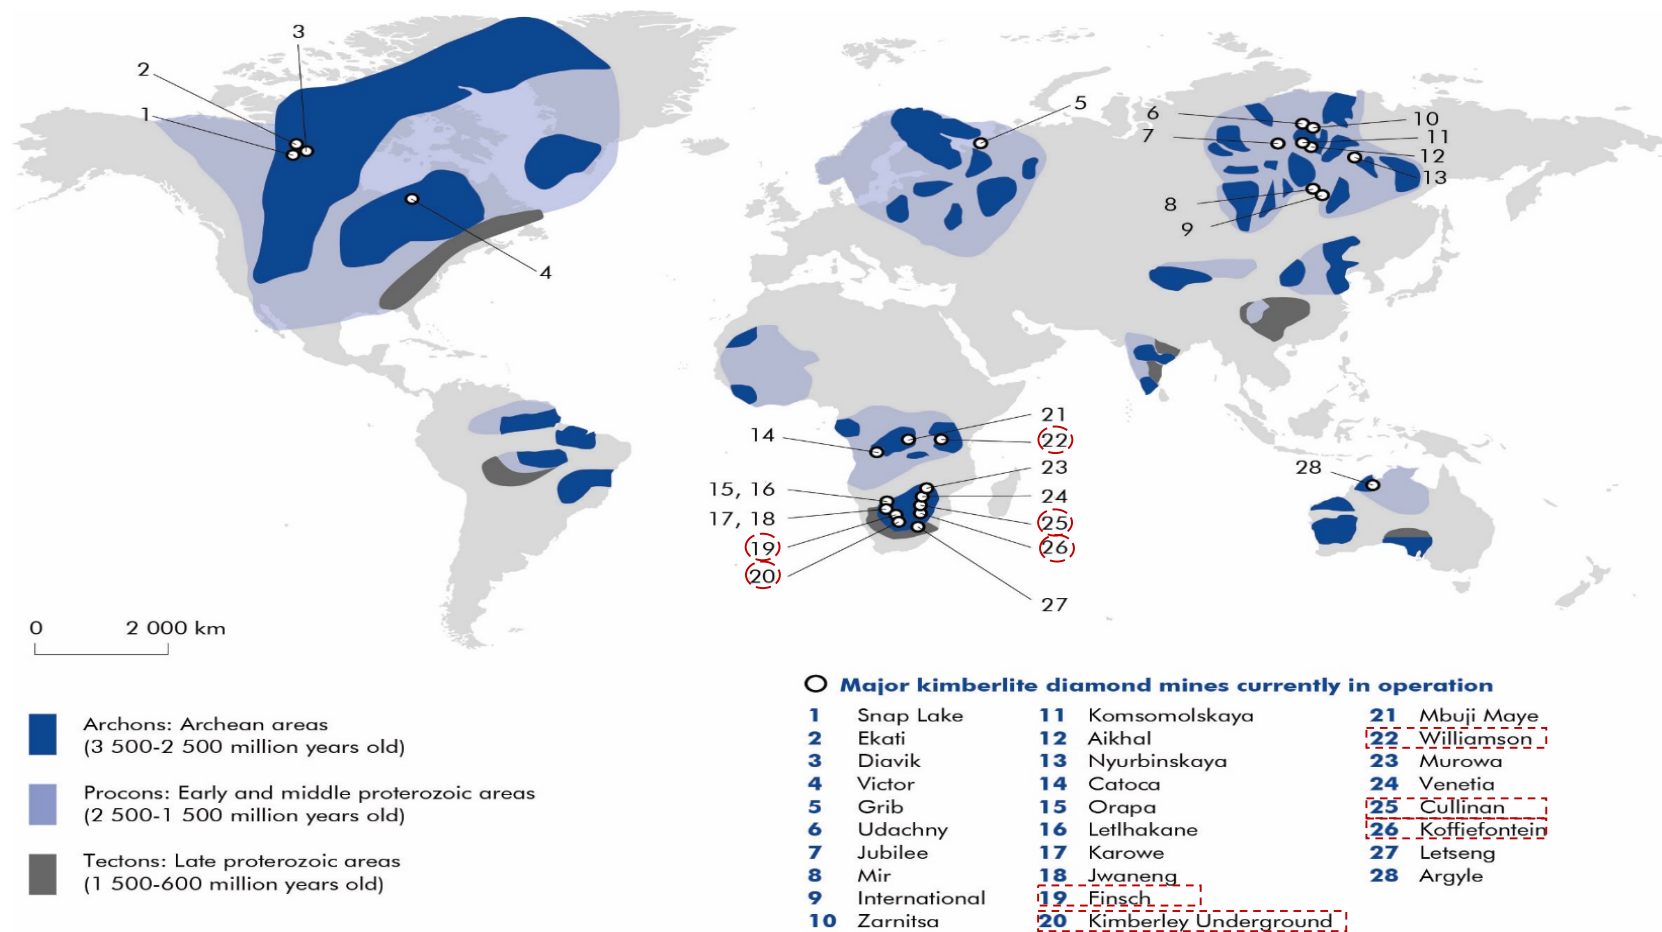 3
2
1
4
5
6
7
8
9
10
11
12
13
14
15, 16
17, 18
19
20
21
22
23
24
25
26
27
28
0 2 000 km
Archons: Archean areas
(3 500-2 500 million years old)
Procons: Early and middle proterozoic areas
(2 500-1 500 million years old)
Tectons: Late proterozoic areas
(1 500-600 million years old)
Major kimberlite diamond mines currently in operation
1 Snap Lake
2 Ekati
3 Diavik
4 Victor
5 Grib
6 Udachny
7 Jubilee
8 Mir
9 International
10 Zarnitsa
11 Komsomolskaya
12 Aikhal
13 Nyurbinskaya
14 Catoca
15 Orapa
16 Letlhakane
17 Karowe
18 Jwaneng
19 Finsch
20 Kimberley Underground
21 Mbuji Maye
22 Williamson
23 Murowa
24 Venetia
25 Cullinan
26 Koffiefontein
27 Letseng
28 Argyle